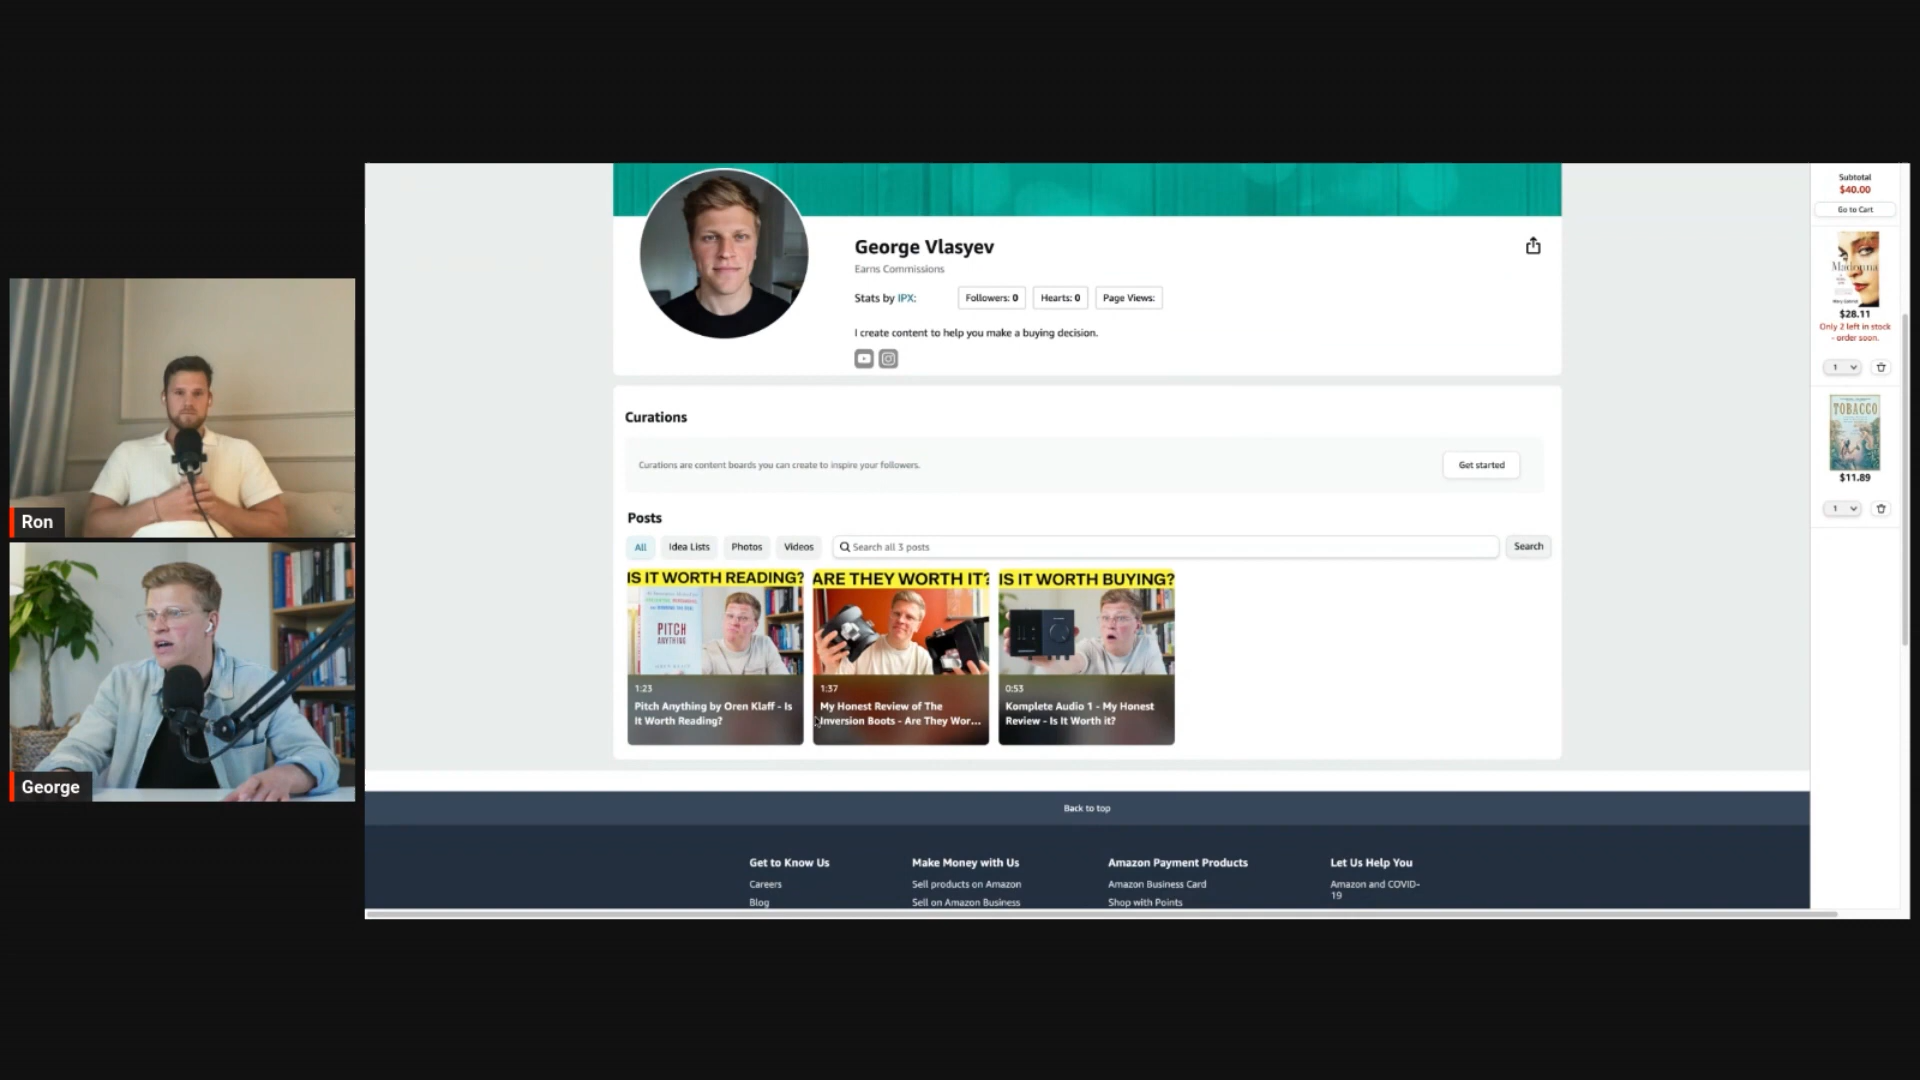 Ron
George
George Vlasyev
Earns Commissions
Stats by IPX:
Followers: 0
Hearts: 0
Page Views:
I create content to help you make a buying decision.
Curations
Curations are content boards you can create to inspire your followers.
Get started
Posts
All
Idea Lists
Photos
Videos
Search all 3 posts
Search
IS IT WORTH READING?
PITCH
ANYTHING
1:23
Pitch Anything by Oren Klaff - Is
It Worth Reading?
ARE THEY WORTH IT?
1:37
My Honest Review of The
Inversion Boots - Are They Wor...
IS IT WORTH BUYING?
0:53
Komplete Audio 1 - My Honest
Review - Is It Worth it?
Back to top
Get to Know Us
Careers
Blog
Make Money with Us
Sell products on Amazon
Sell on Amazon Business
Amazon Payment Products
Amazon Business Card
Shop with Points
Let Us Help You
Amazon and COVID-
19
Subtotal
$40.00
Go to Cart
Madonna
$28.11
Only 2 left in stock
- order soon.
1
TOBACCO
$11.89
1